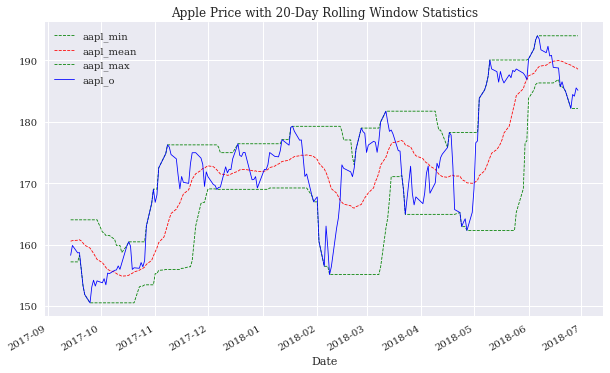 Apple Price with 20-Day Rolling Window Statistics
aapl_min
aapl_mean
aapl_max
aapl_o
190
180
170
160
150
2017-09
2017-10
2017-11
2017-12
2018-01
2018-02
2018-03
2018-04
2018-05
2018-06
2018-07
Date